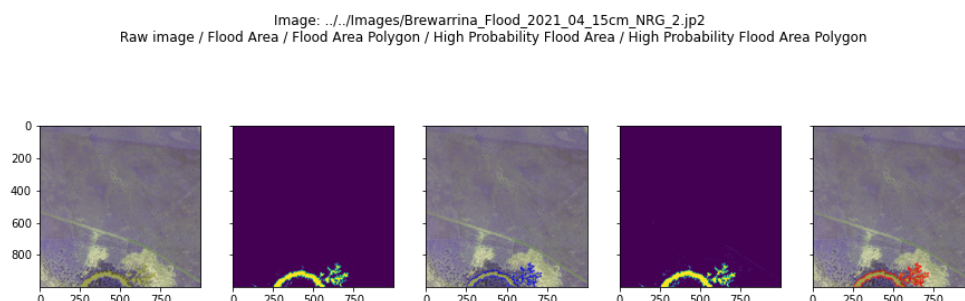 Image: ../../Images/Brewarrina_Flood_2021_04_15cm_NRG_2.jp2
Raw image / Flood Area / Flood Area Polygon / High Probability Flood Area / High Probability Flood Area Polygon
0
200
400
600
800
0 250 500 750 0 250 500 750 0 250 500 750 0 250 500 750 0 250 500 750